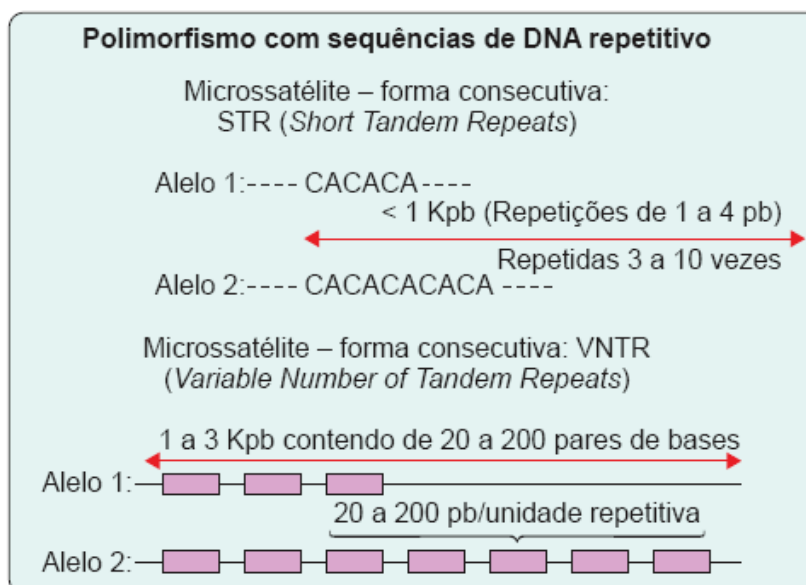 Polimorfismo com sequências de DNA repetitivo
Microssatélite – forma consecutiva:
STR (Short Tandem Repeats)
Alelo 1:---- CACACA----
< 1 Kpb (Repetições de 1 a 4 pb)
Repetidas 3 a 10 vezes
Alelo 2:---- CACACACACA ----
Microssatélite – forma consecutiva: VNTR
(Variable Number of Tandem Repeats)
1 a 3 Kpb contendo de 20 a 200 pares de bases
Alelo 1:
20 a 200 pb/unidade repetitiva
Alelo 2: